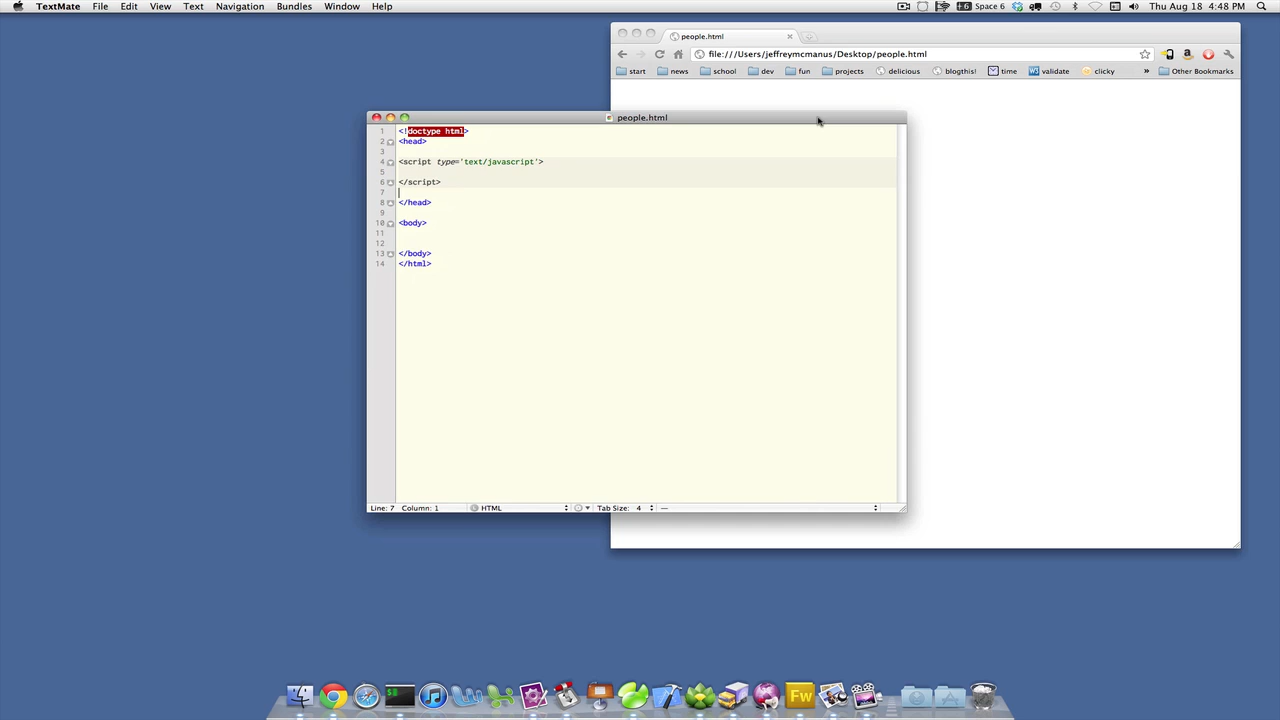 TextMate File Edit View Text Navigation Bundles Window Help 6 Space 6 Thu Aug 18 4:48 PM
people.html
file:///Users/jeffreymcmanus/Desktop/people.html
start news school dev fun projects delicious blogthis! time validate clicky » Other Bookmarks
people.html
1 <!doctype html>
2 <head>
3
4 <script type='text/javascript'>
5
6 </script>
7
8 </head>
9
10 <body>
11
12
13 </body>
14 </html>
Line: 7 Column: 1 HTML Tab Size: 4 —
Fw